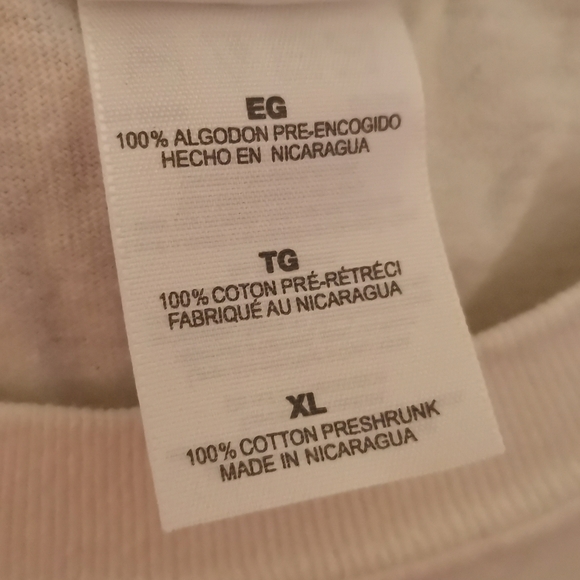 EG
100% ALGODON PRE-ENCOGIDO
HECHO EN NICARAGUA
TG
100% COTON PRÉ-RÉTRÉCI
FABRIQUÉ AU NICARAGUA
XL
100% COTTON PRESHRUNK
MADE IN NICARAGUA